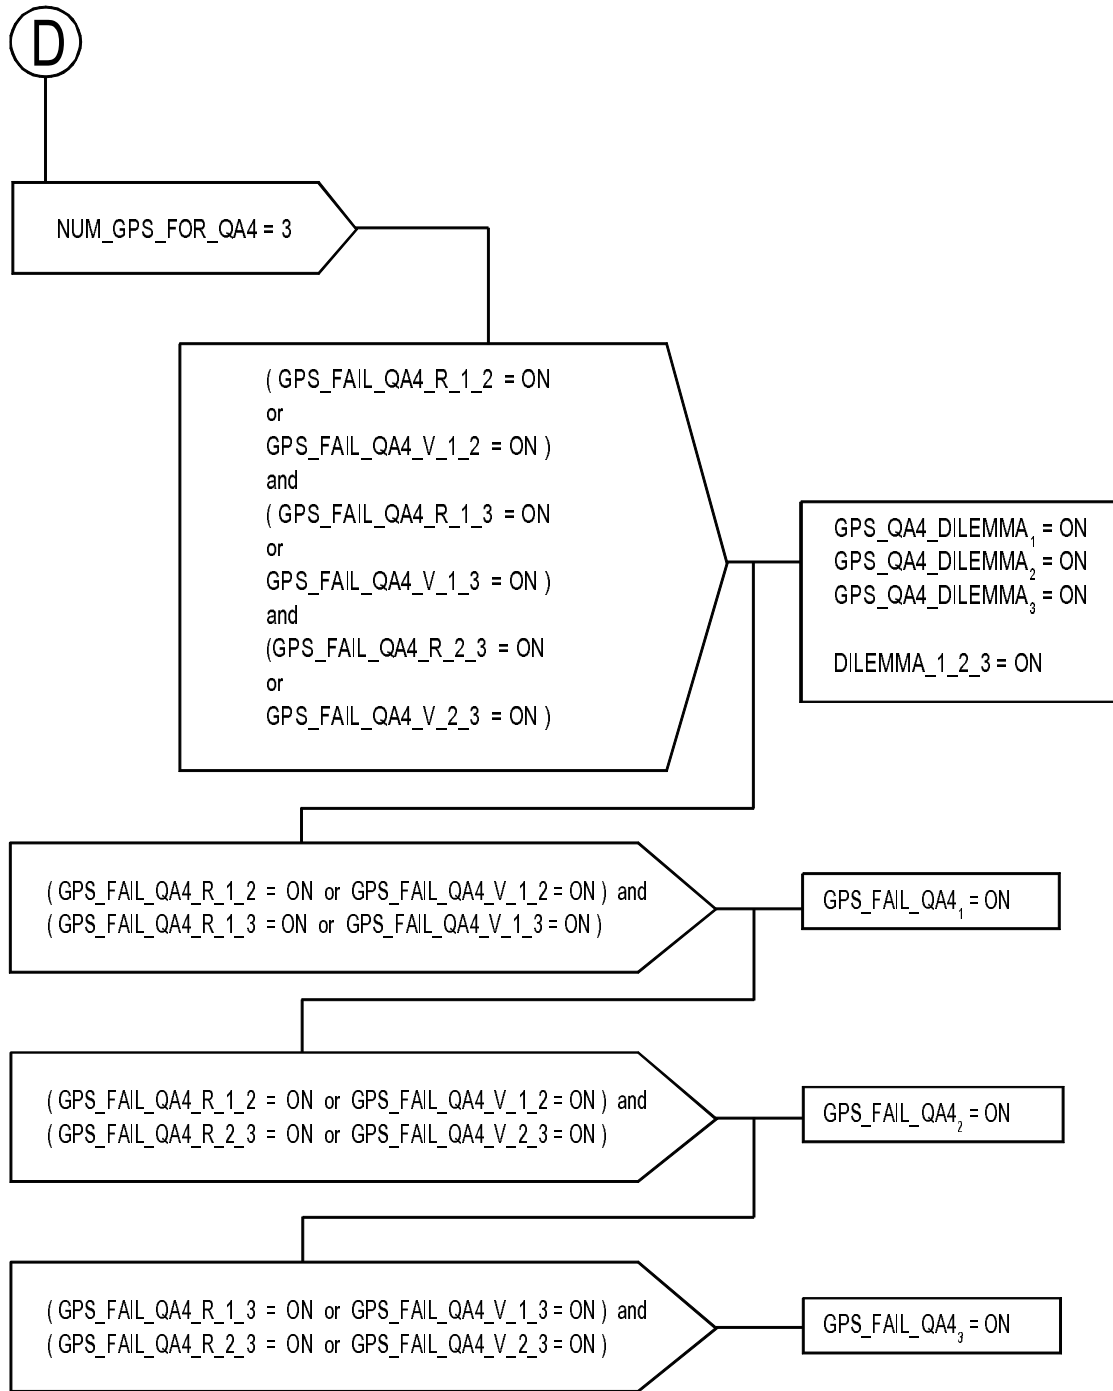 D
NUM_GPS_FOR_QA4 = 3
( GPS_FAIL_QA4_R_1_2 = ON
or
GPS_FAIL_QA4_V_1_2 = ON )
and
( GPS_FAIL_QA4_R_1_3 = ON
or
GPS_FAIL_QA4_V_1_3 = ON )
and
(GPS_FAIL_QA4_R_2_3 = ON
or
GPS_FAIL_QA4_V_2_3 = ON )
GPS_QA4_DILEMMA₁ = ON
GPS_QA4_DILEMMA₂ = ON
GPS_QA4_DILEMMA₃ = ON
DILEMMA_1_2_3 = ON
( GPS_FAIL_QA4_R_1_2 = ON or GPS_FAIL_QA4_V_1_2 = ON ) and
( GPS_FAIL_QA4_R_1_3 = ON or GPS_FAIL_QA4_V_1_3 = ON )
GPS_FAIL_QA4₁ = ON
( GPS_FAIL_QA4_R_1_2 = ON or GPS_FAIL_QA4_V_1_2 = ON ) and
( GPS_FAIL_QA4_R_2_3 = ON or GPS_FAIL_QA4_V_2_3 = ON )
GPS_FAIL_QA4₂ = ON
( GPS_FAIL_QA4_R_1_3 = ON or GPS_FAIL_QA4_V_1_3 = ON ) and
( GPS_FAIL_QA4_R_2_3 = ON or GPS_FAIL_QA4_V_2_3 = ON )
GPS_FAIL_QA4₃ = ON